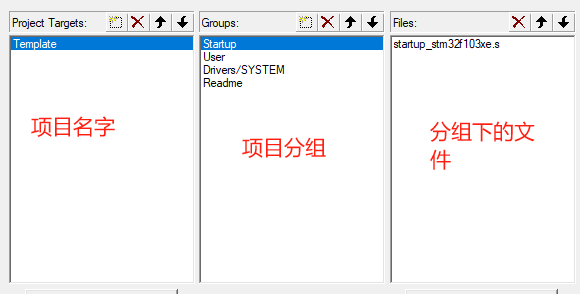 Project Targets:
Groups:
Files:
Template
Startup
User
Drivers/SYSTEM
Readme
startup_stm32f103xe.s
项目名字
项目分组
分组下的文
件